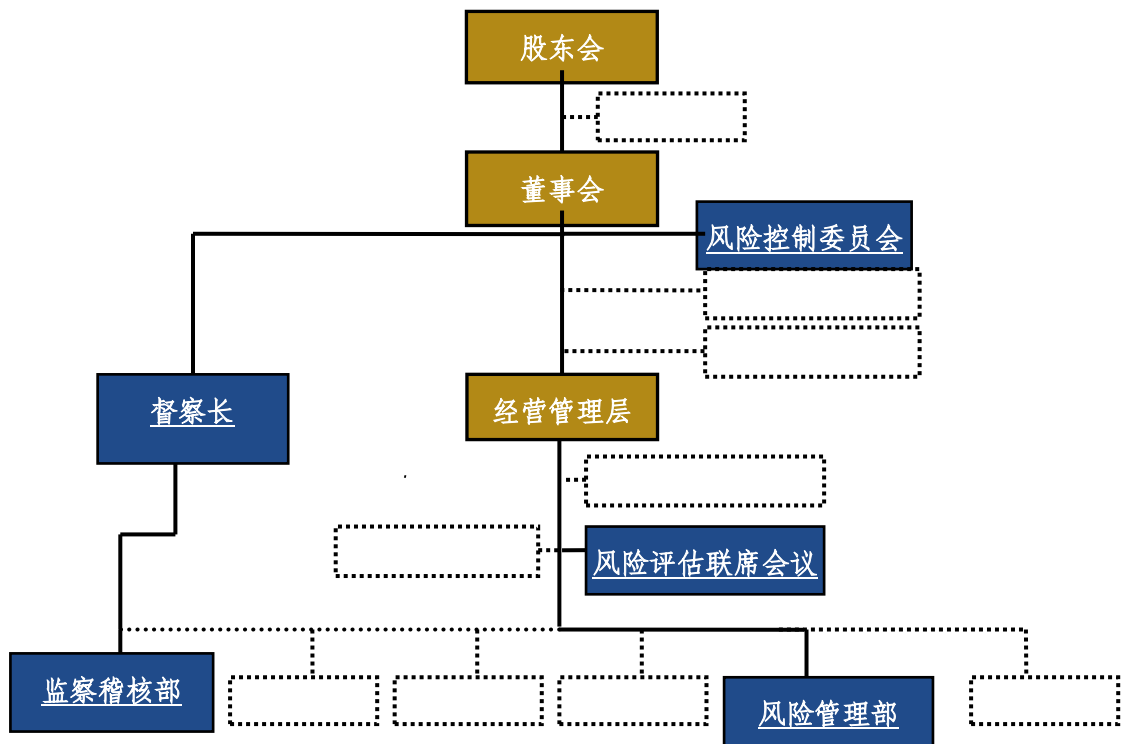 股东会
董事会
风险控制委员会
督察长
经营管理层
风险评估联席会议
监察稽核部
风险管理部